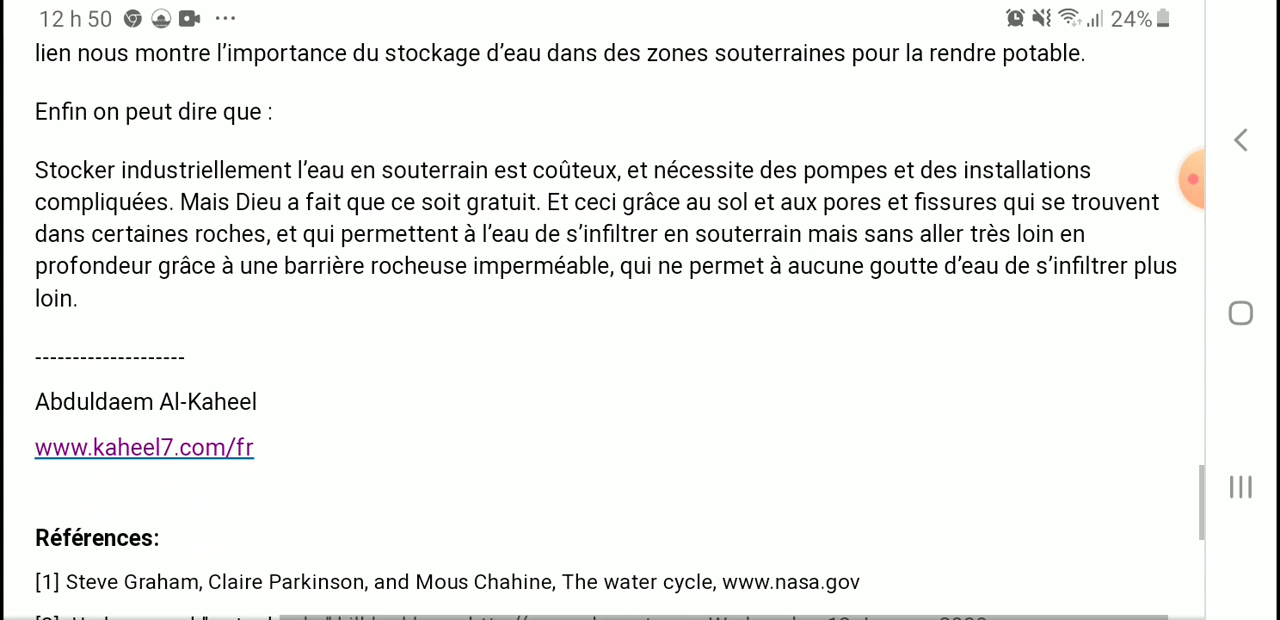 12 h 50
24%
lien nous montre l’importance du stockage d’eau dans des zones souterraines pour la rendre potable.
Enfin on peut dire que :
Stocker industriellement l’eau en souterrain est coûteux, et nécessite des pompes et des installations
compliquées. Mais Dieu a fait que ce soit gratuit. Et ceci grâce au sol et aux pores et fissures qui se trouvent
dans certaines roches, et qui permettent à l’eau de s’infiltrer en souterrain mais sans aller très loin en
profondeur grâce à une barrière rocheuse imperméable, qui ne permet à aucune goutte d’eau de s’infiltrer plus
loin.
--------------------
Abduldaem Al-Kaheel
www.kaheel7.com/fr
Références:
[1] Steve Graham, Claire Parkinson, and Mous Chahine, The water cycle, www.nasa.gov